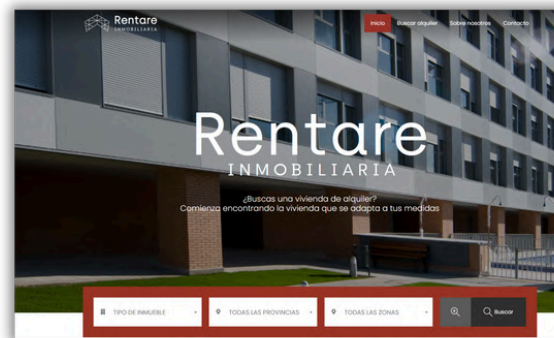 Rentare
INMOBILIARIA
Inicio
Buscar alquiler
Sobre nosotros
Contacto
Rentare
INMOBILIARIA
¿Buscas una vivienda de alquiler?
Comienza encontrando la vivienda que se adapta a tus medidas
TIPO DE INMUEBLE
TODAS LAS PROVINCIAS
TODAS LAS ZONAS
Buscar